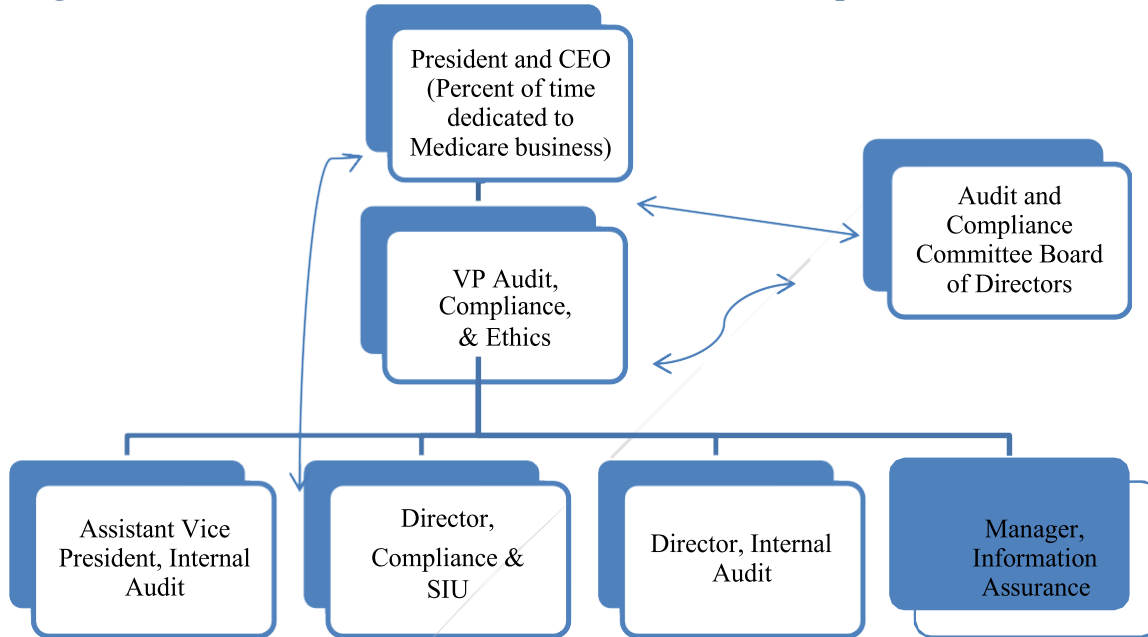 President and CEO
(Percent of time
dedicated to
Medicare business)
Audit and
Compliance
Committee Board
of Directors
VP Audit,
Compliance,
& Ethics
Assistant Vice
President, Internal
Audit
Director,
Compliance &
SIU
Director, Internal
Audit
Manager,
Information
Assurance